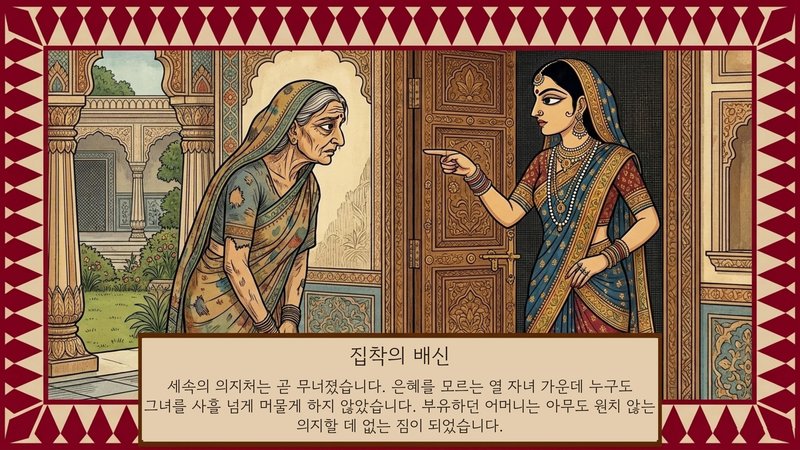 집착의 배신
세속의 의지처는 곧 무너졌습니다. 은혜를 모르는 열 자녀 가운데 누구도
그녀를 사흘 넘게 머물게 하지 않았습니다. 부유하던 어머니는 아무도 원치 않는
의지할 데 없는 짐이 되었습니다.